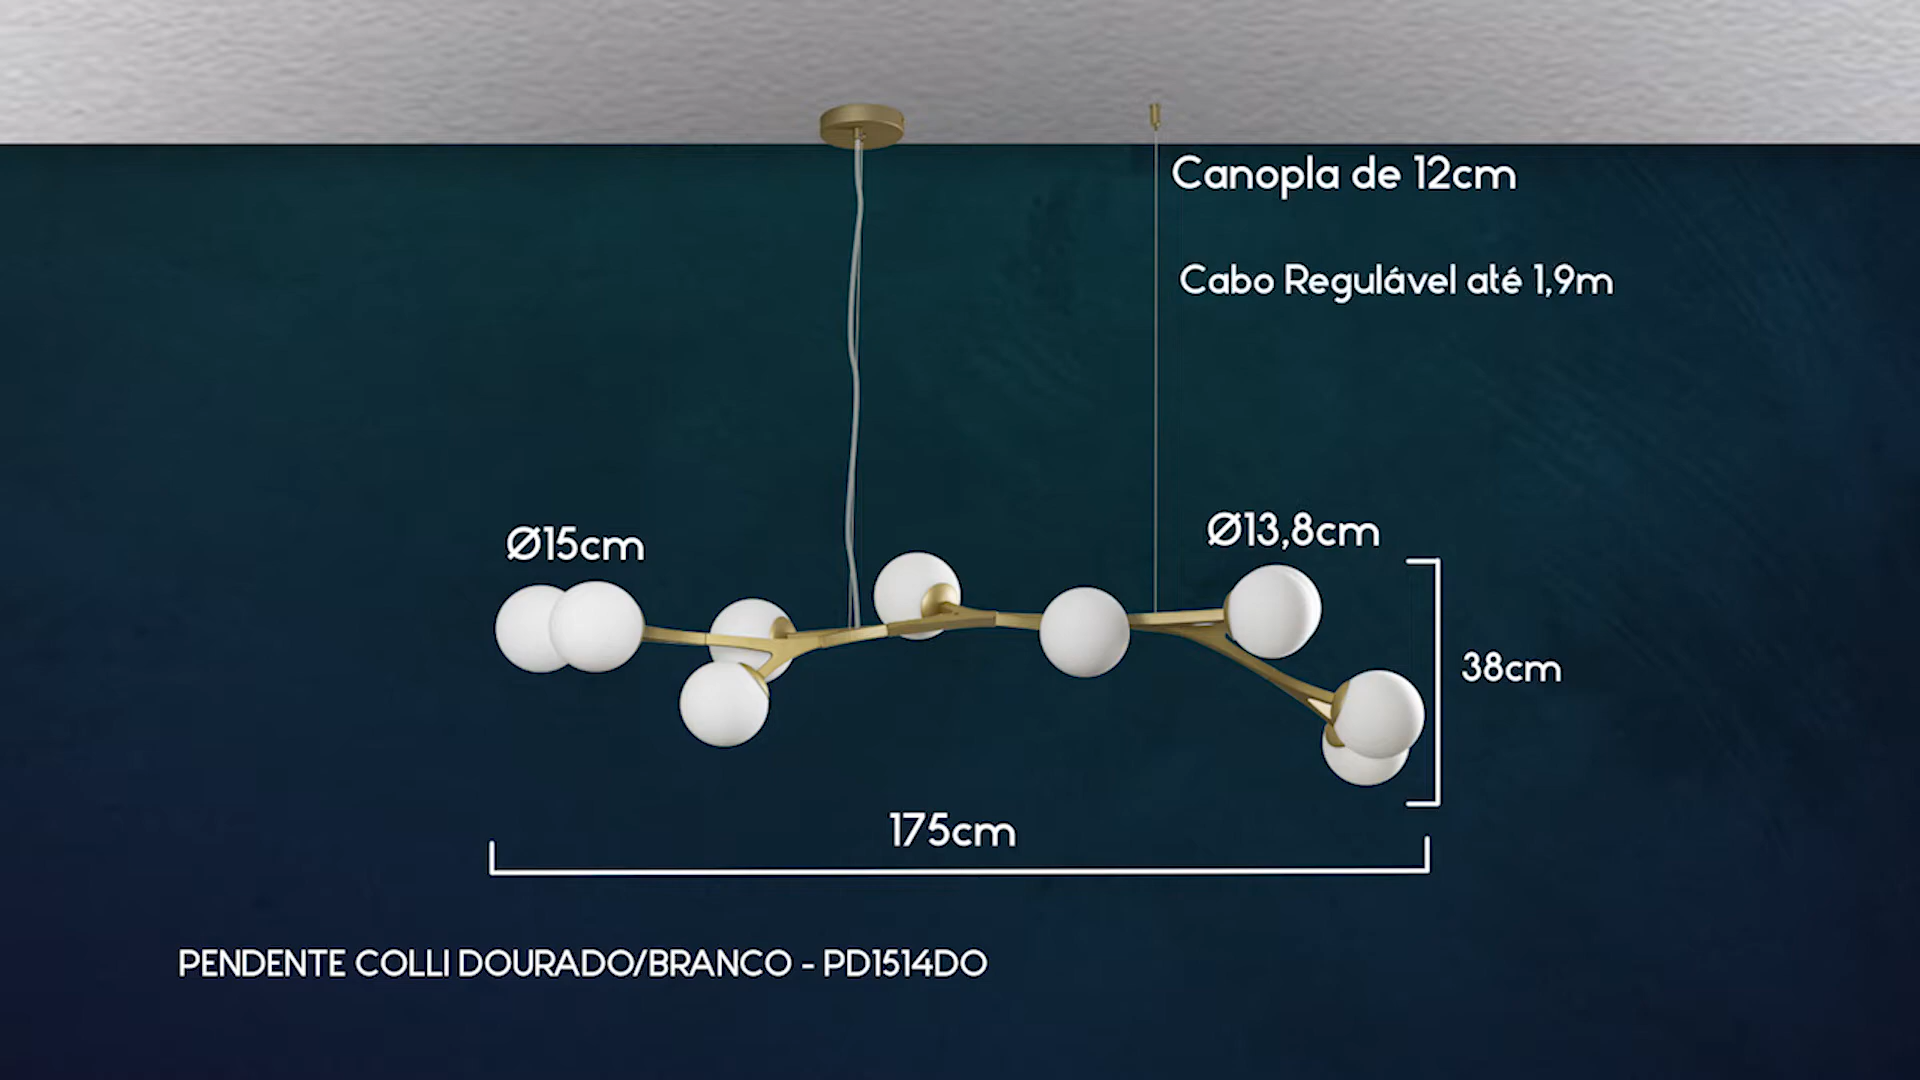 Canopla de 12cm
Cabo Regulável até 1,9m
Ø15cm
Ø13,8cm
38cm
175cm
PENDENTE COLLI DOURADO/BRANCO - PD1514DO